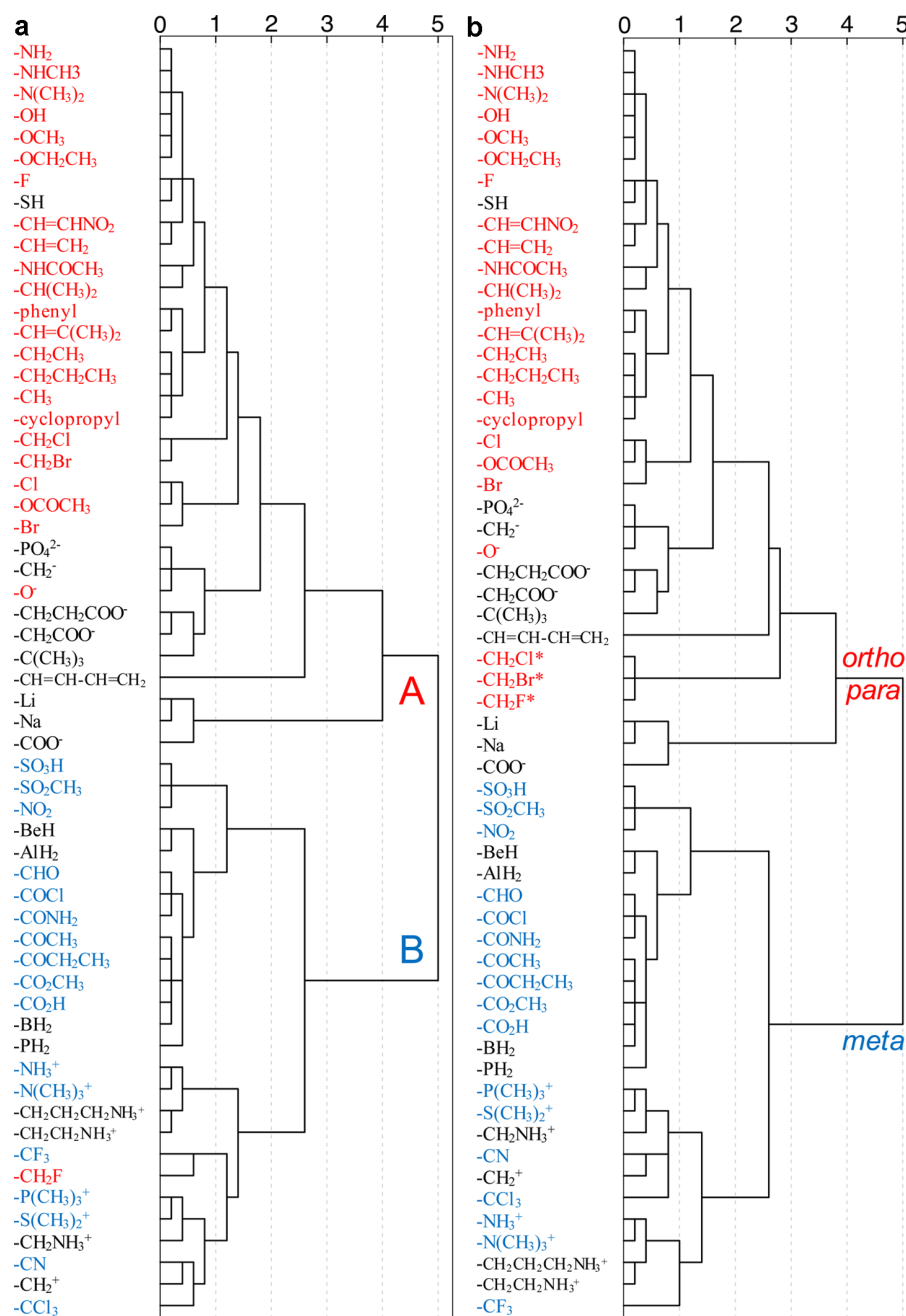 a
0 1 2 3 4 5
-NH₂
-NHCH3
-N(CH₃)₂
-OH
-OCH₃
-OCH₂CH₃
-F
-SH
-CH=CHNO₂
-CH=CH₂
-NHCOCH₃
-CH(CH₃)₂
-phenyl
-CH=C(CH₃)₂
-CH₂CH₃
-CH₂CH₂CH₃
-CH₃
-cyclopropyl
-CH₂Cl
-CH₂Br
-Cl
-OCOCH₃
-Br
-PO₄²⁻
-CH₂⁻
-O⁻
-CH₂CH₂COO⁻
-CH₂COO⁻
-C(CH₃)₃
-CH=CH-CH=CH₂
-Li
-Na
-COO⁻
-SO₃H
-SO₂CH₃
-NO₂
-BeH
-AlH₂
-CHO
-COCl
-CONH₂
-COCH₃
-COCH₂CH₃
-CO₂CH₃
-CO₂H
-BH₂
-PH₂
-NH₃⁺
-N(CH₃)₃⁺
-CH₂CH₂CH₂NH₃⁺
-CH₂CH₂NH₃⁺
-CF₃
-CH₂F
-P(CH₃)₃⁺
-S(CH₃)₂⁺
-CH₂NH₃⁺
-CN
-CH₂⁺
-CCl₃
A
B
b
0 1 2 3 4 5
-NH₂
-NHCH3
-N(CH₃)₂
-OH
-OCH₃
-OCH₂CH₃
-F
-SH
-CH=CHNO₂
-CH=CH₂
-NHCOCH₃
-CH(CH₃)₂
-phenyl
-CH=C(CH₃)₂
-CH₂CH₃
-CH₂CH₂CH₃
-CH₃
-cyclopropyl
-Cl
-OCOCH₃
-Br
-PO₄²⁻
-CH₂⁻
-O⁻
-CH₂CH₂COO⁻
-CH₂COO⁻
-C(CH₃)₃
-CH=CH-CH=CH₂
-CH₂Cl*
-CH₂Br*
-CH₂F*
-Li
-Na
-COO⁻
-SO₃H
-SO₂CH₃
-NO₂
-BeH
-AlH₂
-CHO
-COCl
-CONH₂
-COCH₃
-COCH₂CH₃
-CO₂CH₃
-CO₂H
-BH₂
-PH₂
-P(CH₃)₃⁺
-S(CH₃)₂⁺
-CH₂NH₃⁺
-CN
-CH₂⁺
-CCl₃
-NH₃⁺
-N(CH₃)₃⁺
-CH₂CH₂CH₂NH₃⁺
-CH₂CH₂NH₃⁺
-CF₃
ortho
para
meta